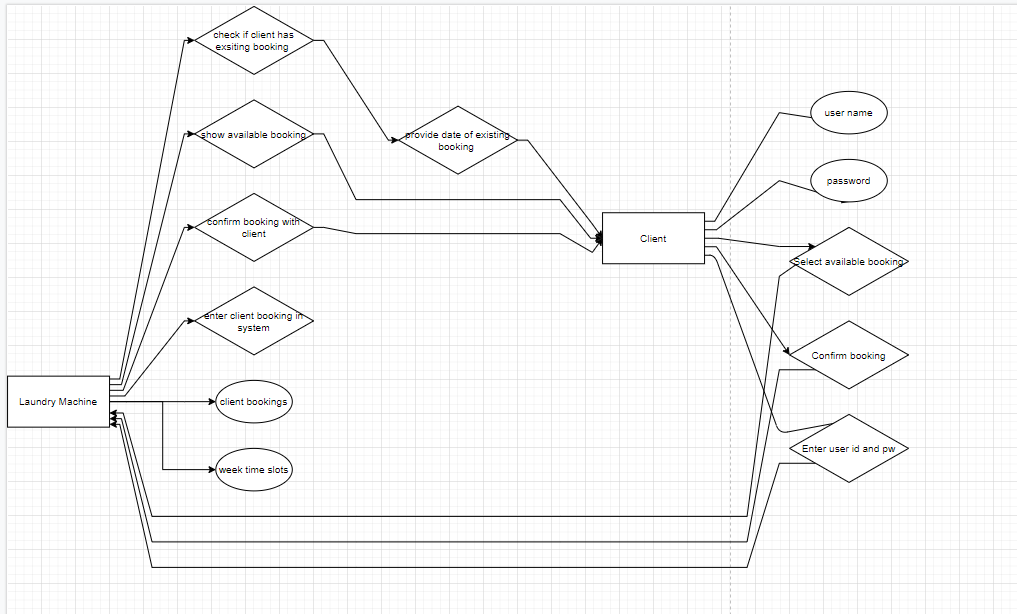 check if client has
exsiting booking
show available booking
provide date of existing
booking
confirm booking with
client
enter client booking in
system
Laundry Machine
client bookings
week time slots
Client
user name
password
Select available booking
Confirm booking
Enter user id and pw